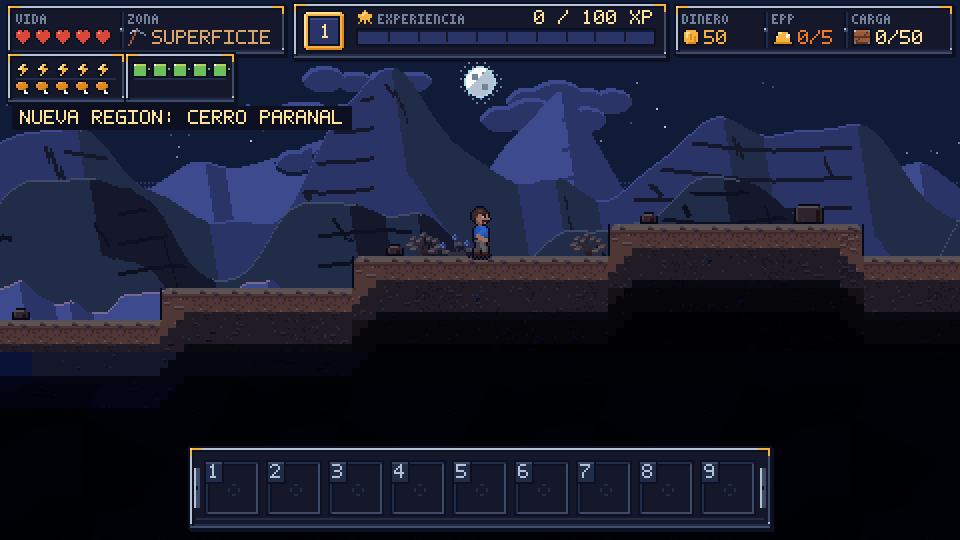 VIDA
ZONA
SUPERFICIE
1
EXPERIENCIA
0 / 100 XP
DINERO
50
EPP
0/5
CARGA
0/50
NUEVA REGION: CERRO PARANAL
1 2 3 4 5 6 7 8 9